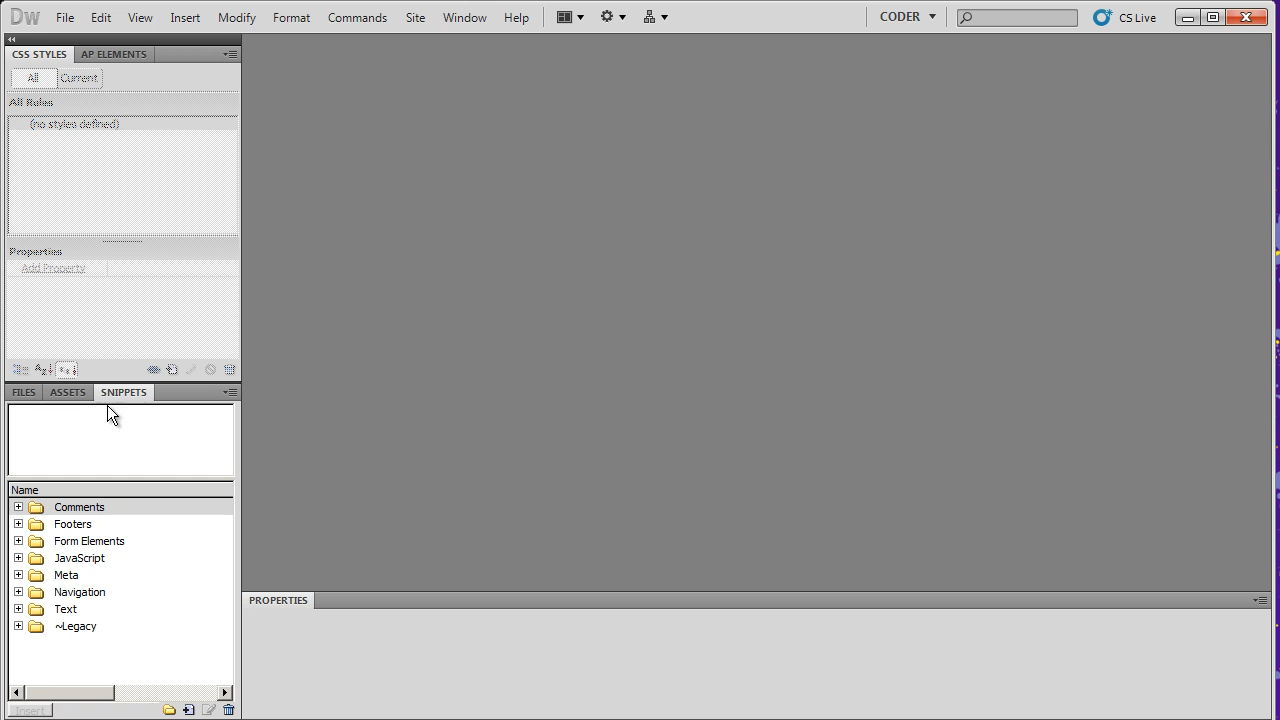 Dw File Edit View Insert Modify Format Commands Site Window Help CODER CS Live
CSS STYLES AP ELEMENTS
All Current
All Rules
(no styles defined)
Properties
Add Property
FILES ASSETS SNIPPETS
Name
Comments
Footers
Form Elements
JavaScript
Meta
Navigation
Text
~Legacy
Insert
PROPERTIES